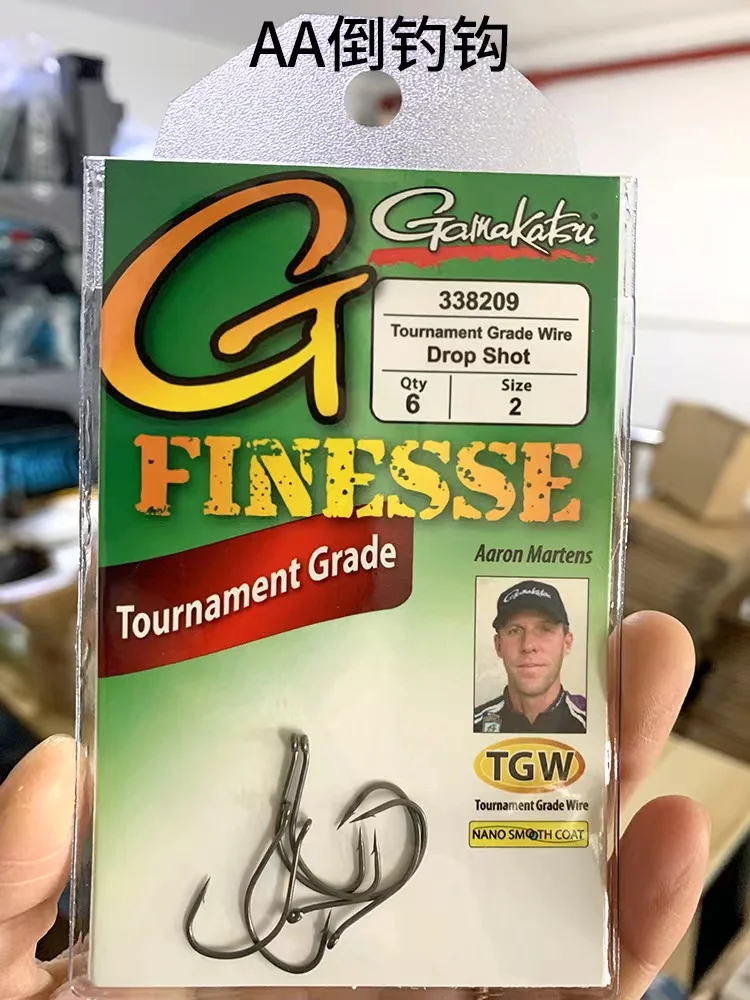 AA倒钓钩
Gamakatsu
338209
Tournament Grade Wire
Drop Shot
Qty Size
6 2
G
FINESSE
Tournament Grade
Aaron Martens
Gamakatsu
TGW
Tournament Grade Wire
NANO SMOOTH COAT